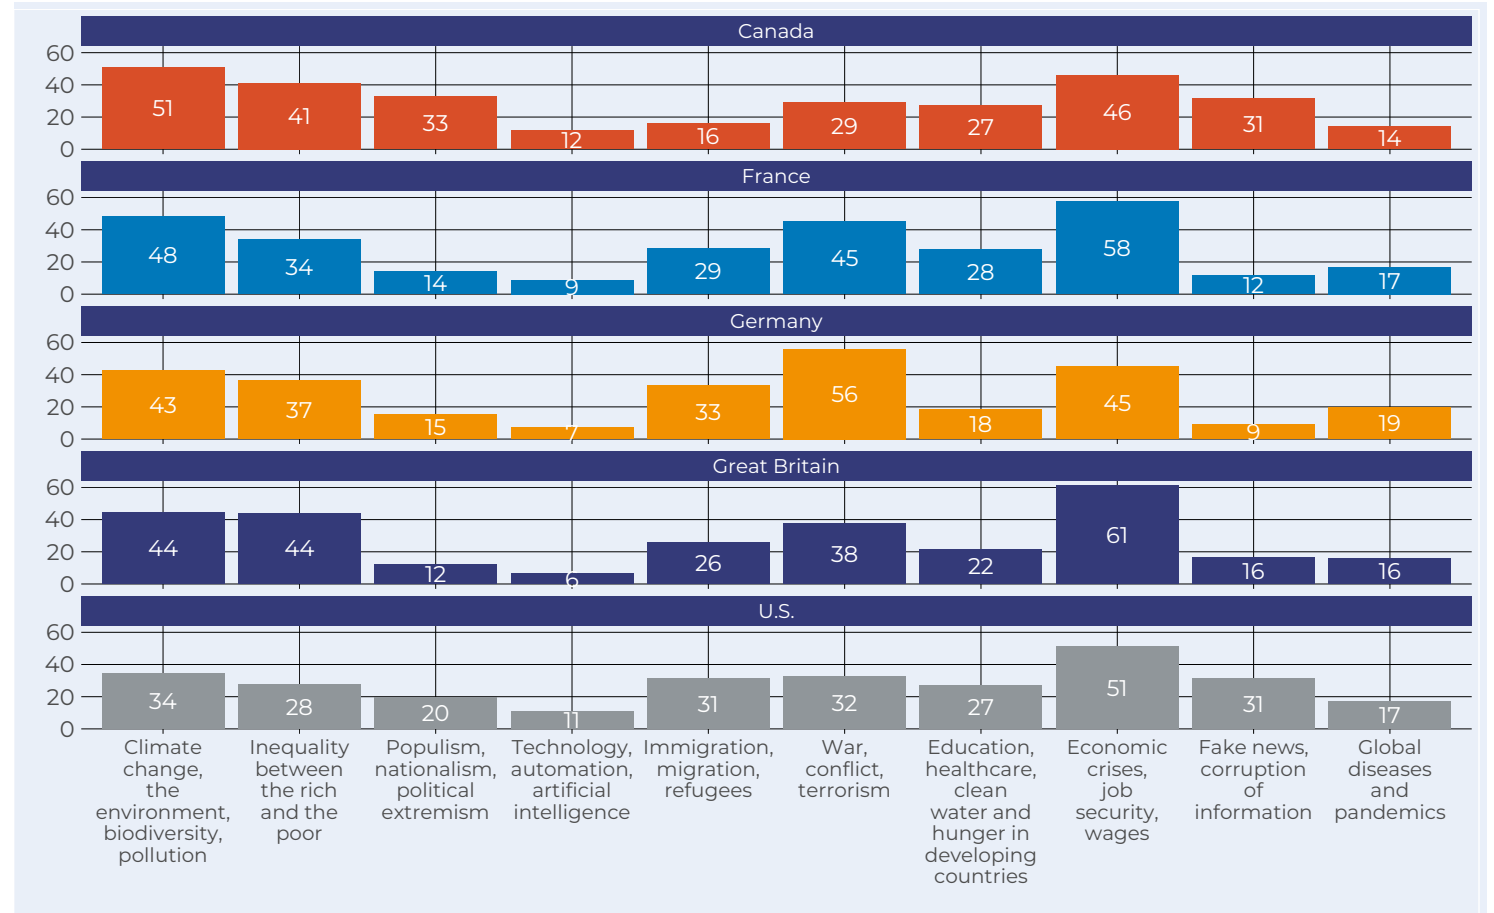 Canada
60
40
20
0
51 41 33 12 16 29 27 46 31 14
France
60
40
20
0
48 34 14 9 29 45 28 58 12 17
Germany
60
40
20
0
43 37 15 7 33 56 18 45 9 19
Great Britain
60
40
20
0
44 44 12 6 26 38 22 61 16 16
U.S.
60
40
20
0
34 28 20 11 31 32 27 51 31 17
Climate
change,
the
environment,
biodiversity,
pollution
Inequality
between
the rich
and the
poor
Populism,
nationalism,
political
extremism
Technology,
automation,
artificial
intelligence
Immigration,
migration,
refugees
War,
conflict,
terrorism
Education,
healthcare,
clean
water and
hunger in
developing
countries
Economic
crises,
job
security,
wages
Fake news,
corruption
of
information
Global
diseases
and
pandemics